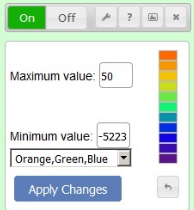 On Off ?
Maximum value: 50
Minimum value: -5223
Orange,Green,Blue
Apply Changes